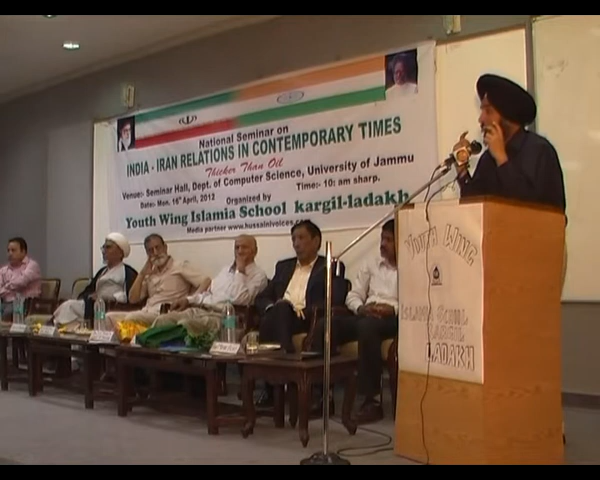 National Seminar on
INDIA - IRAN RELATIONS IN CONTEMPORARY TIMES
Thicker Than Oil
Venue:- Seminar Hall, Dept. of Computer Science, University of Jammu
Date:- Mon, 16th April, 2012 Time:- 10: am sharp.
Organized by
Youth Wing Islamia School kargil-ladakh
Media partner www.hussainivoices.com
YOUTH WING
ISLAMIA SCHOOL
KARGIL
LADAKH